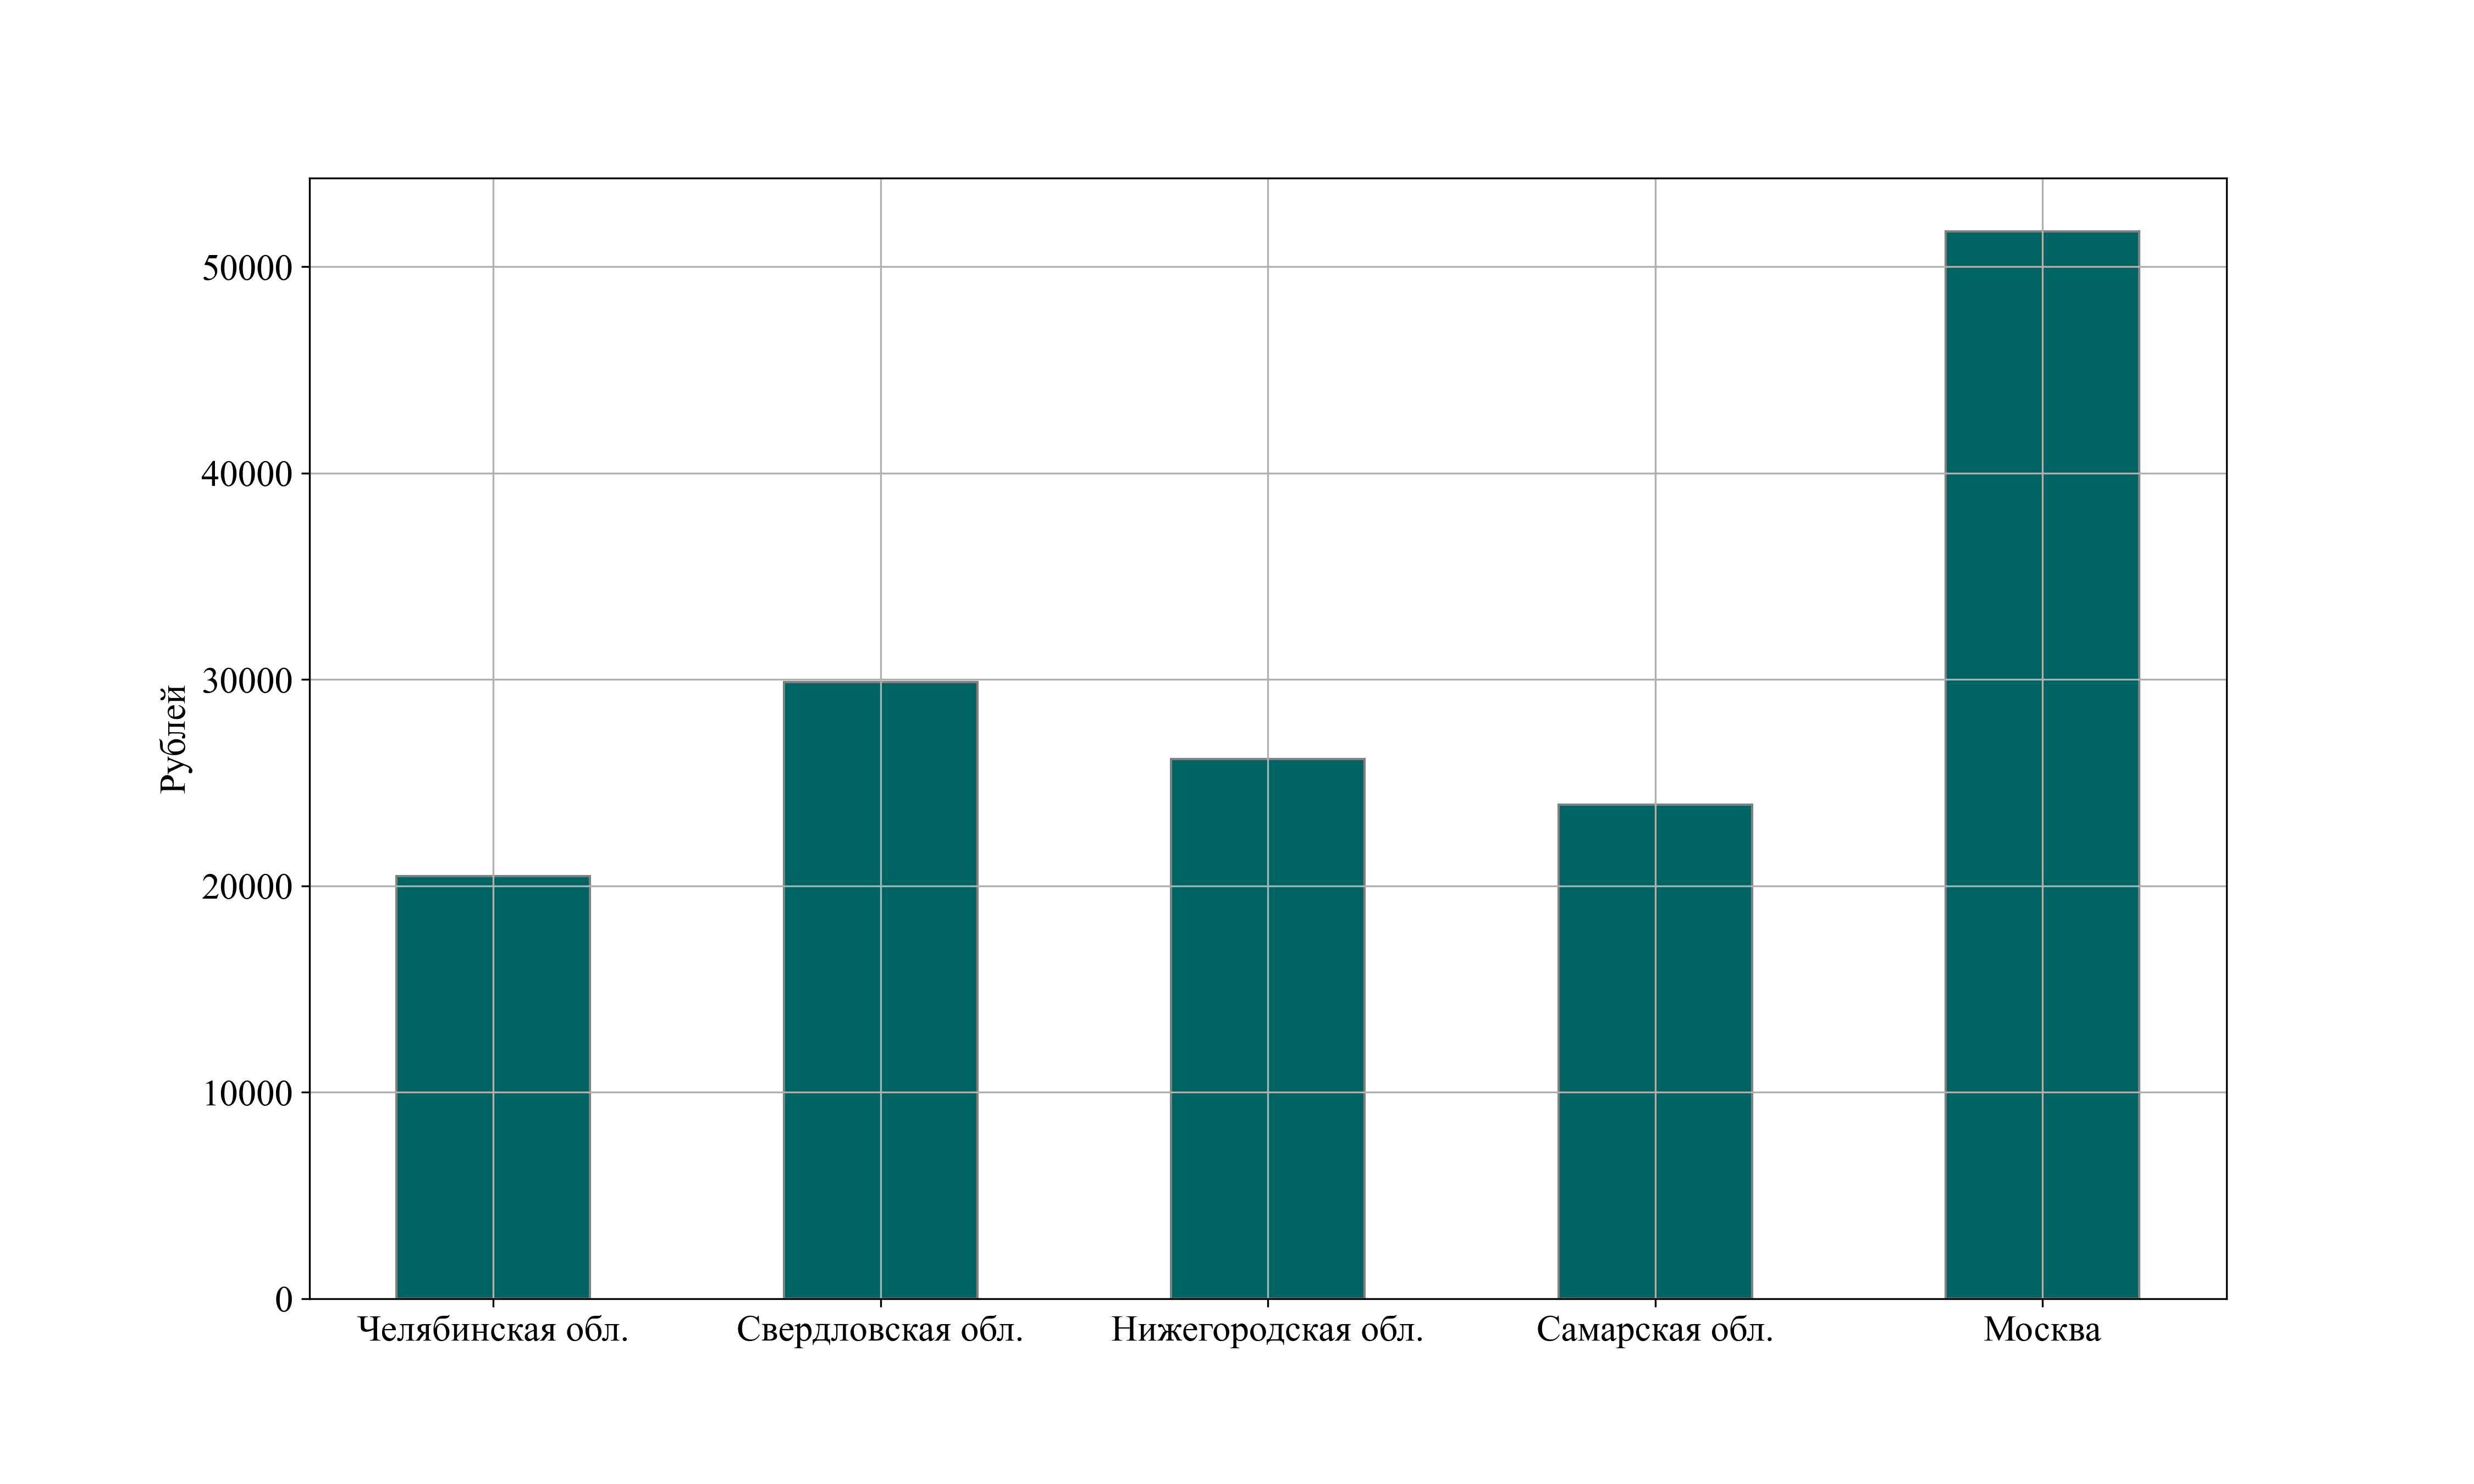 50000
40000
30000
20000
10000
0
Рублей
Челябинская обл.
Свердловская обл.
Нижегородская обл.
Самарская обл.
Москва